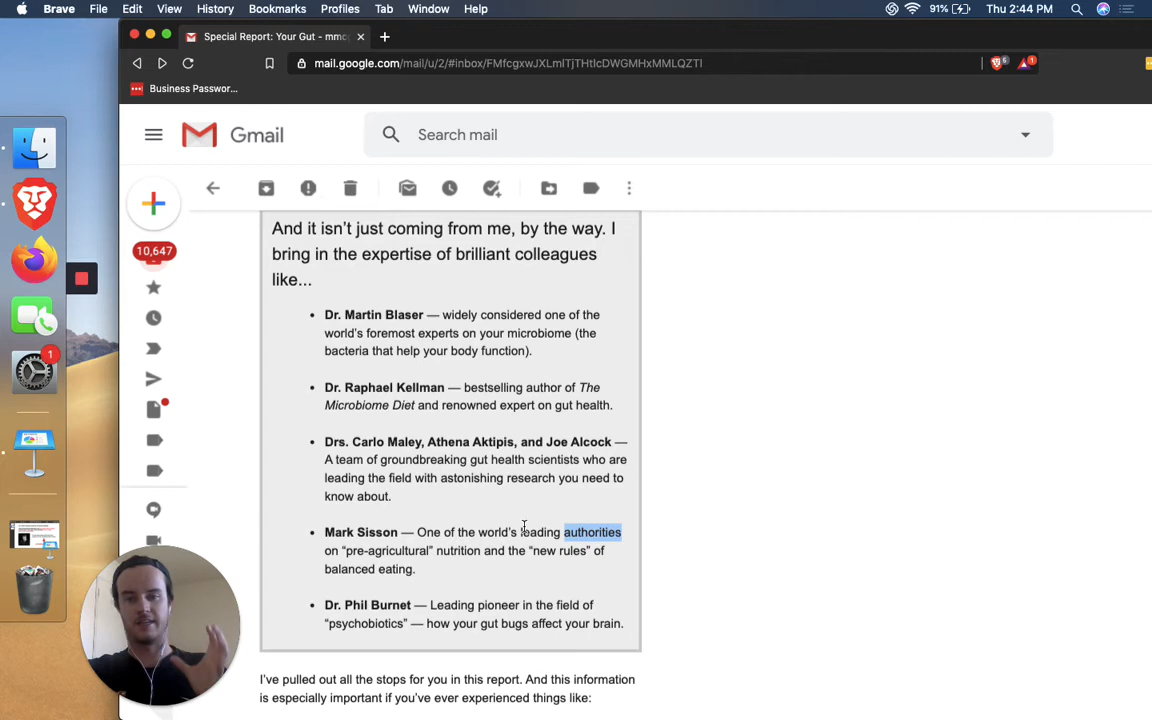 Brave File Edit View History Bookmarks Profiles Tab Window Help 91% Thu 2:44 PM
Special Report: Your Gut - mmc
mail.google.com/mail/u/2/#inbox/FMfcgxwJXLmlTjTHtlcDWGMHxMMLQZTl
5
1
Business Passwor...
Gmail
Search mail
10,647
1
And it isn't just coming from me, by the way. I
bring in the expertise of brilliant colleagues
like...
• Dr. Martin Blaser — widely considered one of the
world's foremost experts on your microbiome (the
bacteria that help your body function).
• Dr. Raphael Kellman — bestselling author of The
Microbiome Diet and renowned expert on gut health.
• Drs. Carlo Maley, Athena Aktipis, and Joe Alcock —
A team of groundbreaking gut health scientists who are
leading the field with astonishing research you need to
know about.
• Mark Sisson — One of the world's leading authorities
on “pre-agricultural” nutrition and the “new rules” of
balanced eating.
• Dr. Phil Burnet — Leading pioneer in the field of
“psychobiotics” — how your gut bugs affect your brain.
I've pulled out all the stops for you in this report. And this information
is especially important if you've ever experienced things like: